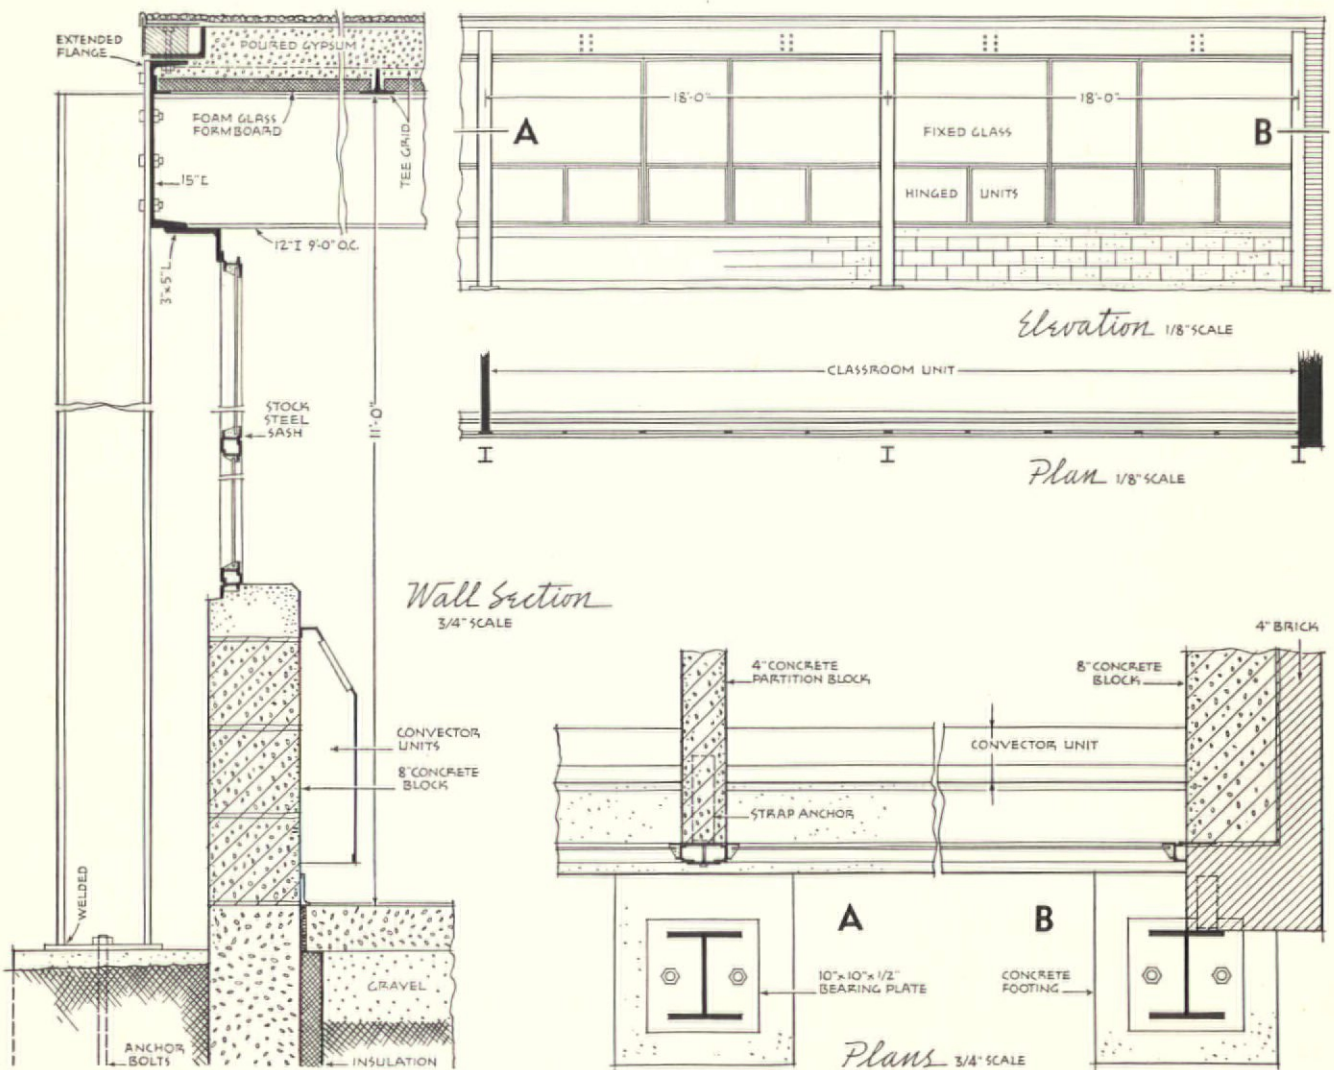 EXTENDED
FLANGE
POURED GYPSUM
FOAM GLASS
FORMBOARD
TEE GRID
15"[
12"I 9'-0" O.C.
3"x5"L
STOCK
STEEL
SASH
11'-0"
Wall Section
3/4" SCALE
CONVECTOR
UNITS
8" CONCRETE
BLOCK
WELDED
GRAVEL
ANCHOR
BOLTS
INSULATION
18'-0"
18'-0"
A
FIXED GLASS
B
HINGED UNITS
Elevation 1/8" SCALE
CLASSROOM UNIT
Plan 1/8" SCALE
4" BRICK
4" CONCRETE
PARTITION BLOCK
8" CONCRETE
BLOCK
CONVECTOR UNIT
STRAP ANCHOR
A
B
10"x10"x1/2"
BEARING PLATE
CONCRETE
FOOTING
Plans 3/4" SCALE